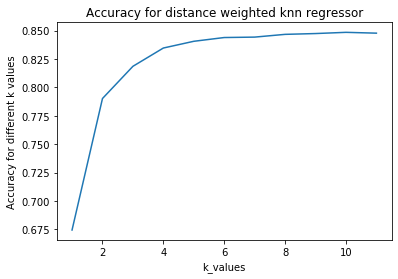 Accuracy for distance weighted knn regressor
Accuracy for different k values
0.850
0.825
0.800
0.775
0.750
0.725
0.700
0.675
2 4 6 8 10
k_values